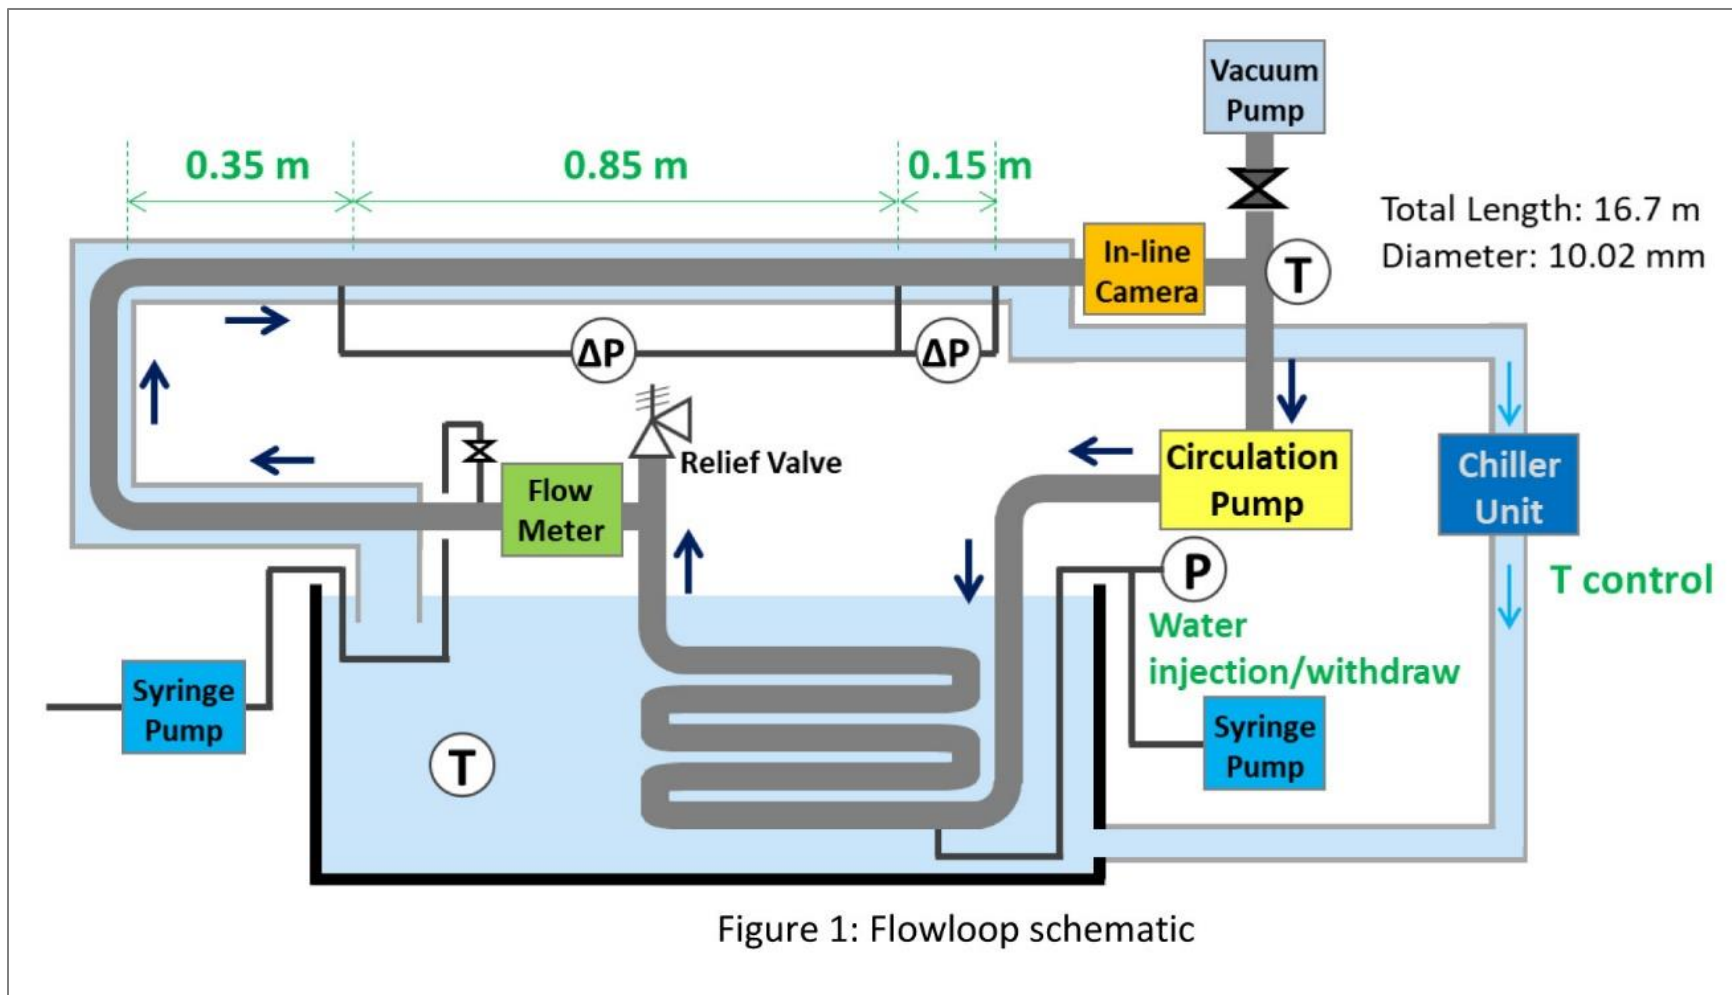 Vacuum
Pump
0.35 m
0.85 m
0.15 m
Total Length: 16.7 m
Diameter: 10.02 mm
In-line
Camera
T
ΔP
ΔP
Relief Valve
Circulation
Pump
Chiller
Unit
Flow
Meter
P
T control
Water
injection/withdraw
Syringe
Pump
T
Syringe
Pump
Figure 1: Flowloop schematic